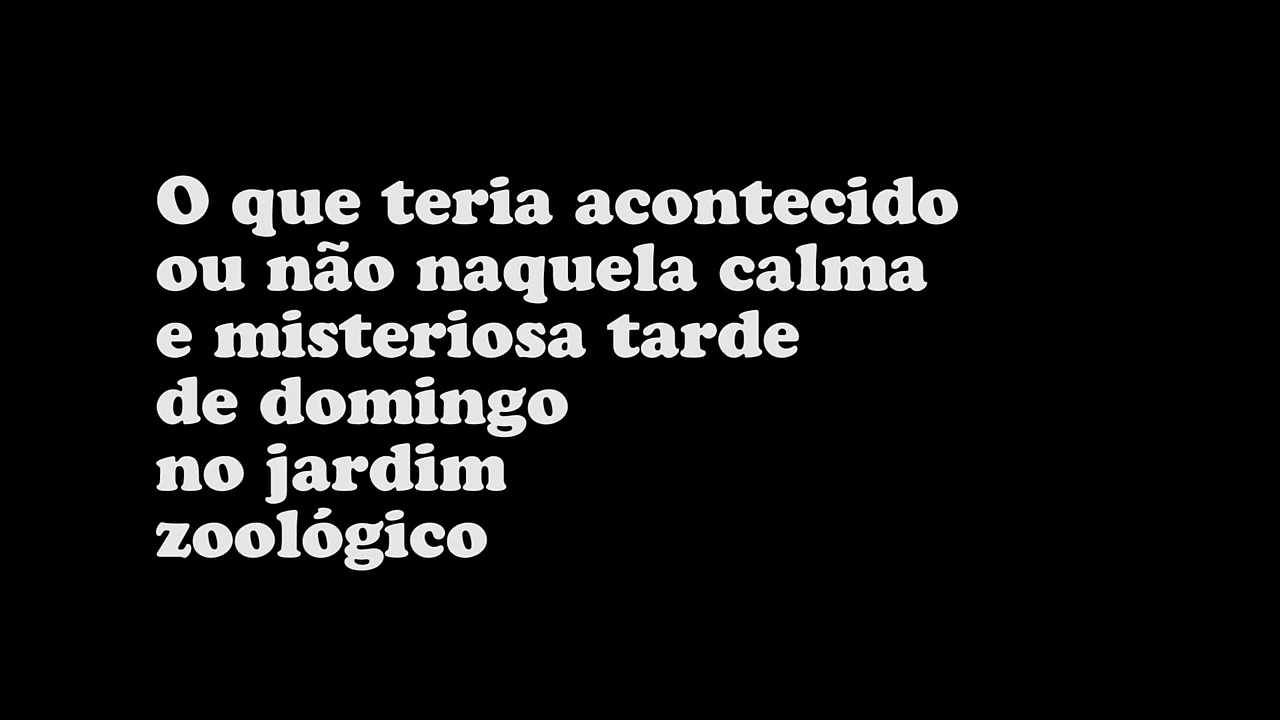 O que teria acontecido
ou não naquela calma
e misteriosa tarde
de domingo
no jardim
zoológico